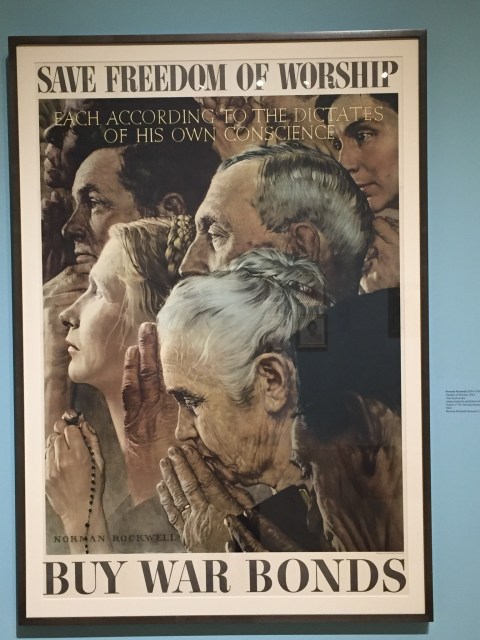 SAVE FREEDOM OF WORSHIP
EACH ACCORDING TO THE DICTATES
OF HIS OWN CONSCIENCE
NORMAN ROCKWELL
BUY WAR BONDS